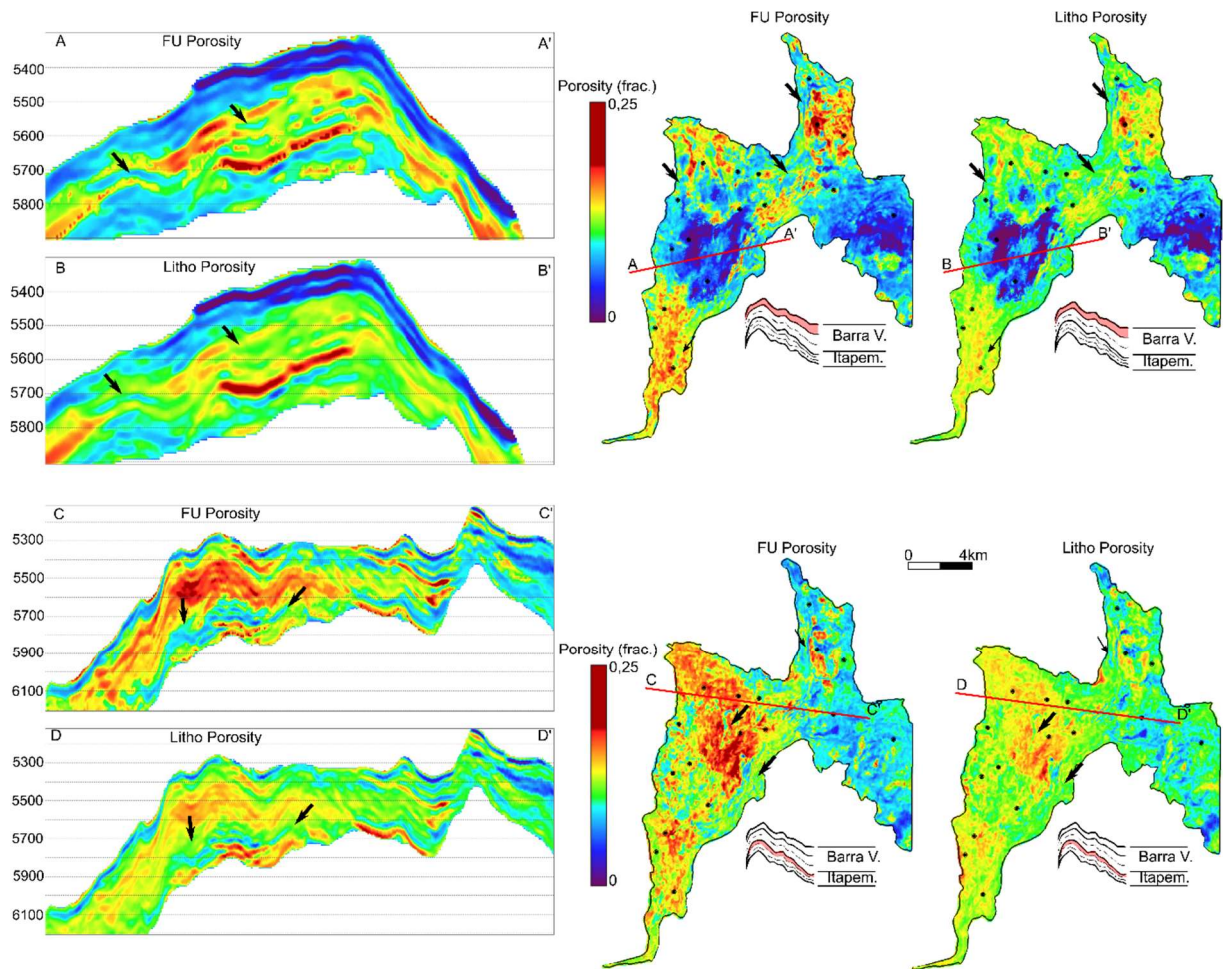 A
FU Porosity
A'
5400
5500
5600
5700
5800
B
Litho Porosity
B'
5400
5500
5600
5700
5800
Porosity (frac.)
0,25
0
FU Porosity
A
A'
Barra V.
Itapem.
Litho Porosity
B
B'
Barra V.
Itapem.
C
FU Porosity
C'
5300
5500
5700
5900
6100
D
Litho Porosity
D'
5300
5500
5700
5900
6100
Porosity (frac.)
0,25
0
FU Porosity
0 4km
C
C'
Barra V.
Itapem.
Litho Porosity
D
D'
Barra V.
Itapem.